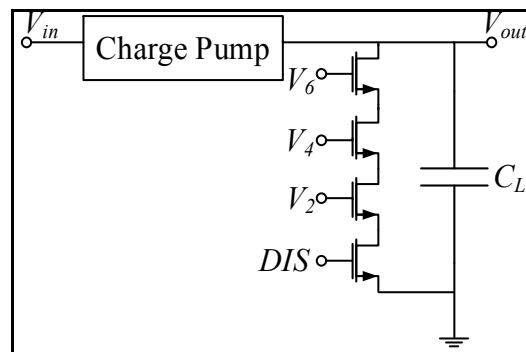 V_in
Charge Pump
V_out
V_6
V_4
V_2
C_L
DIS